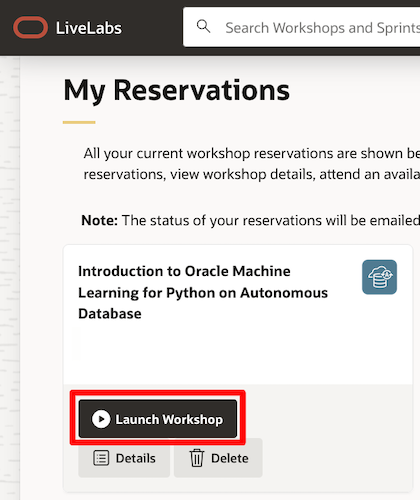 LiveLabs
Search Workshops and Sprints
My Reservations
All your current workshop reservations are shown be
reservations, view workshop details, attend an availa
Note: The status of your reservations will be emailed
Introduction to Oracle Machine
Learning for Python on Autonomous
Database
Launch Workshop
Details
Delete